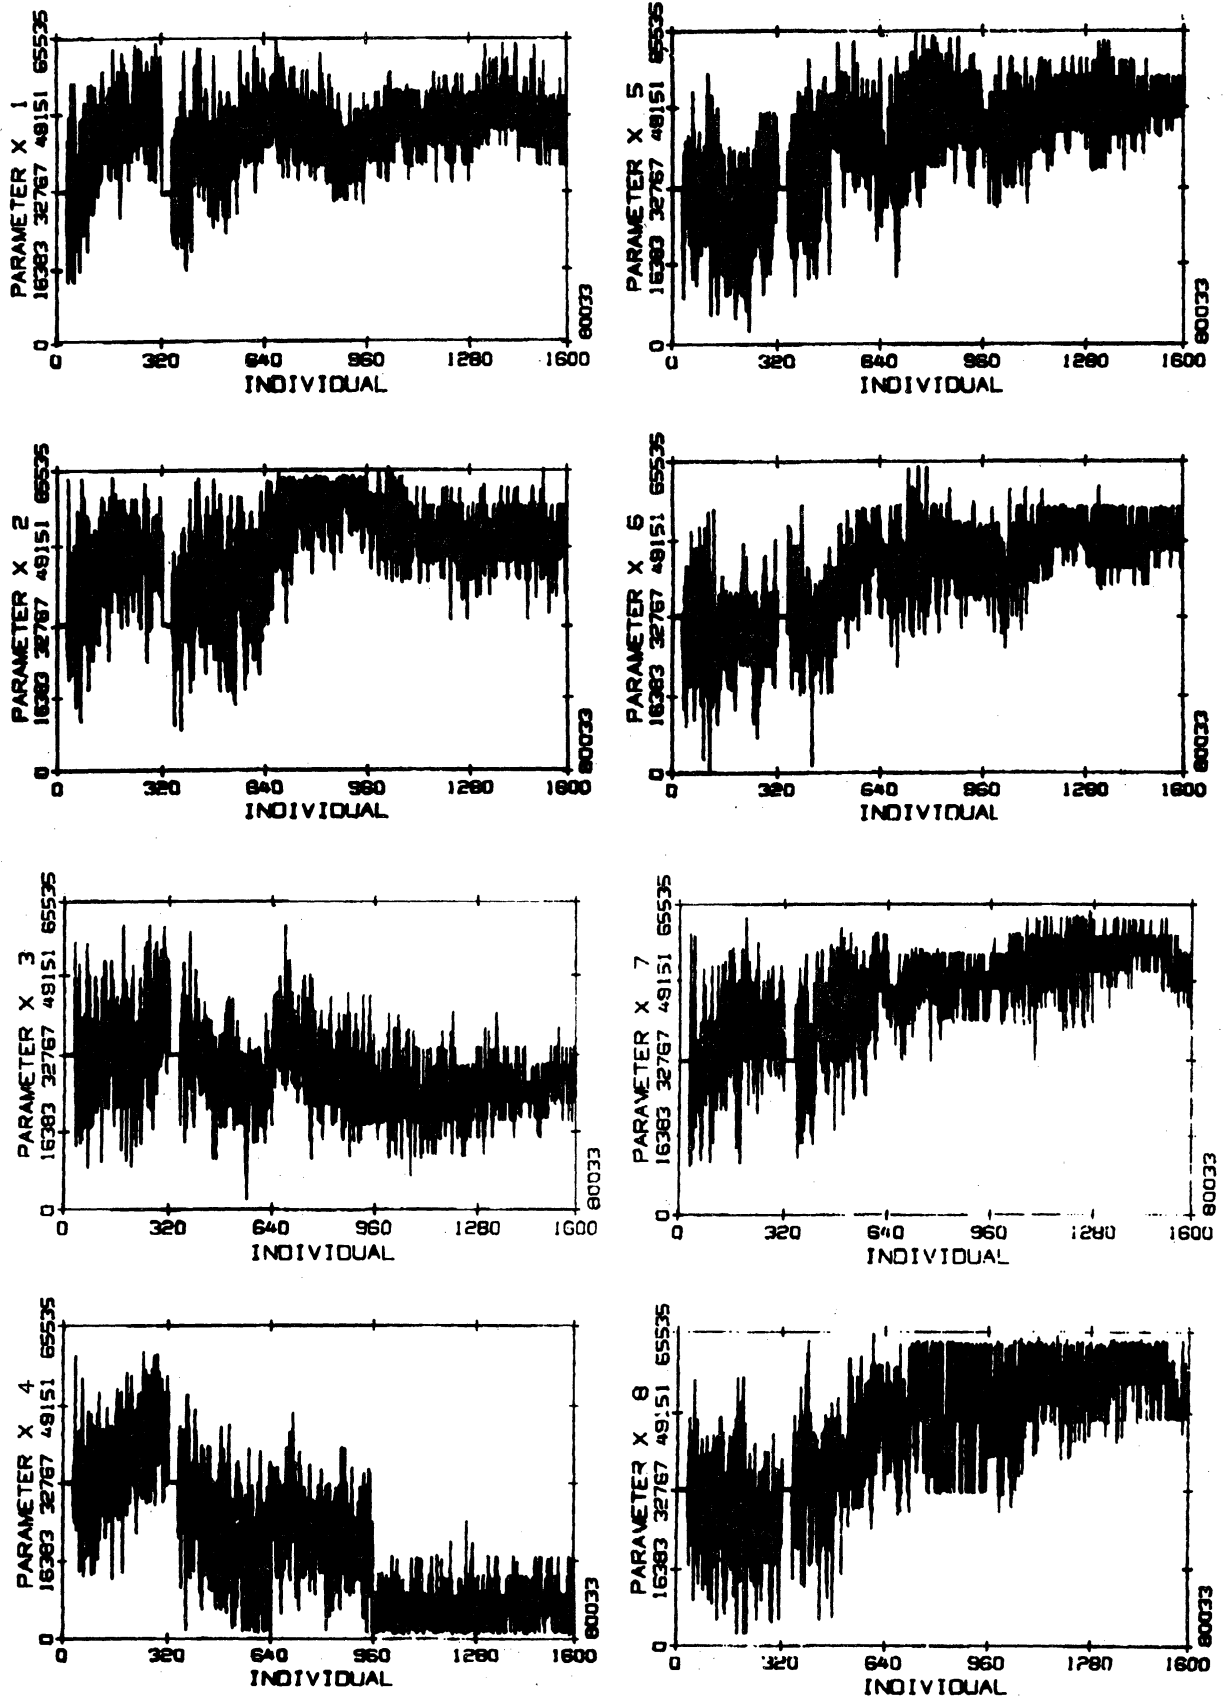 PARAMETER X 1
65535
49151
32767
16383
0
0 320 640 960 1280 1600
INDIVIDUAL
80033
PARAMETER X 5
65535
49151
32767
16383
0
0 320 640 960 1280 1600
INDIVIDUAL
80033
PARAMETER X 2
65535
49151
32767
16383
0
0 320 640 960 1280 1600
INDIVIDUAL
80033
PARAMETER X 6
65535
49151
32767
16383
0
0 320 640 960 1280 1600
INDIVIDUAL
80033
PARAMETER X 3
65535
49151
32767
16383
0
0 320 640 960 1280 1600
INDIVIDUAL
80033
PARAMETER X 7
65535
49151
32767
16383
0
0 320 640 960 1280 1600
INDIVIDUAL
80033
PARAMETER X 4
65535
49151
32767
16383
0
0 320 640 960 1280 1600
INDIVIDUAL
80033
PARAMETER X 8
65535
49151
32767
16383
0
0 320 640 960 1280 1600
INDIVIDUAL
80033